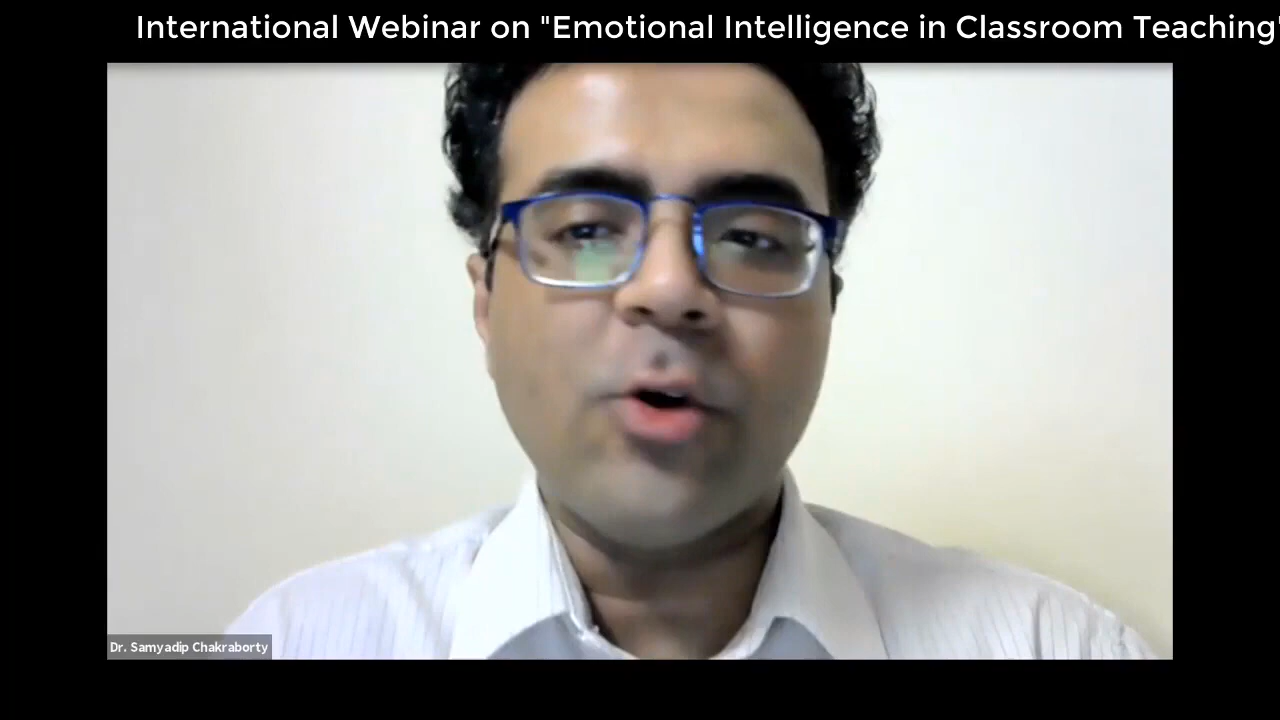 International Webinar on "Emotional Intelligence in Classroom Teaching"
Dr. Samyadip Chakraborty